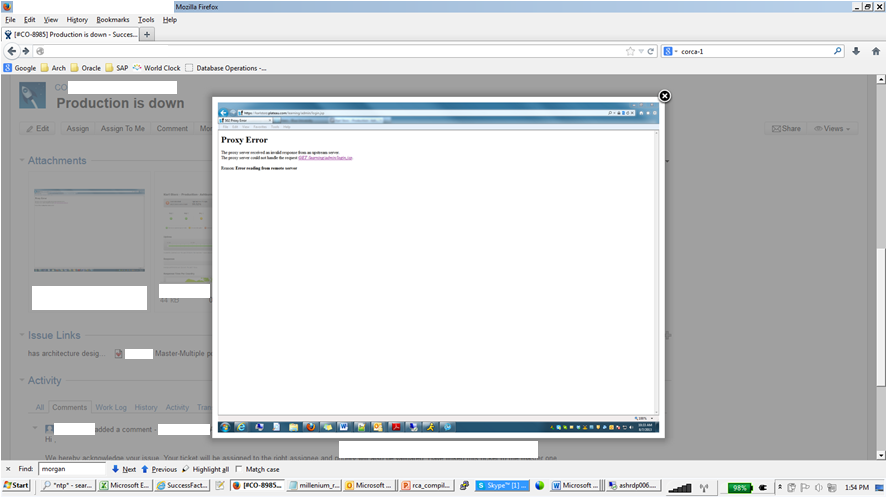 Mozilla Firefox
File Edit View History Bookmarks Tools Help
[#CO-8985] Production is down - Succes...
corca-1
Google Arch Oracle SAP World Clock Database Operations -...
CO
Production is down
Edit Assign Assign To Me Comment Share Views
Attachments
Proxy Error
The proxy server received an invalid response from an upstream server.
The proxy server could not handle the request
Reason: Error reading from remote server
Issue Links
has architecture desig... Master-Multiple
Activity
All Comments Work Log History Activity
added a comment -
Hi ,
We hereby acknowledge your issue. Your ticket will be assigned to the right assignee and
Find: morgan Next Previous Highlight all Match case
Start "ntp" - sear... Microsoft E... SuccessFact... [#CO-8985... millenium_r... Microsoft ... rca_compil... Skype™ [1] ... Microsoft ... ashrdp006... 98% 1:54 PM